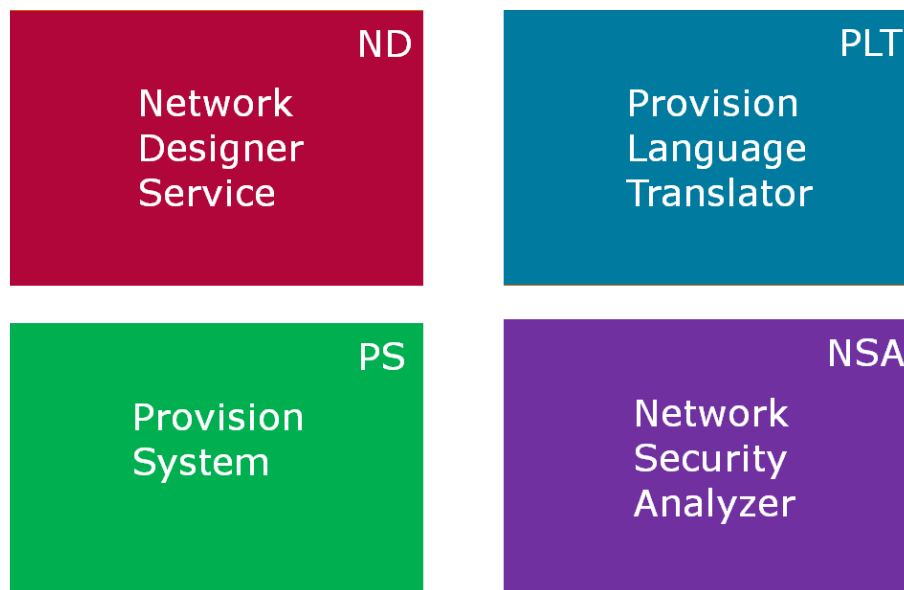 ND
Network
Designer
Service
PLT
Provision
Language
Translator
PS
Provision
System
NSA
Network
Security
Analyzer